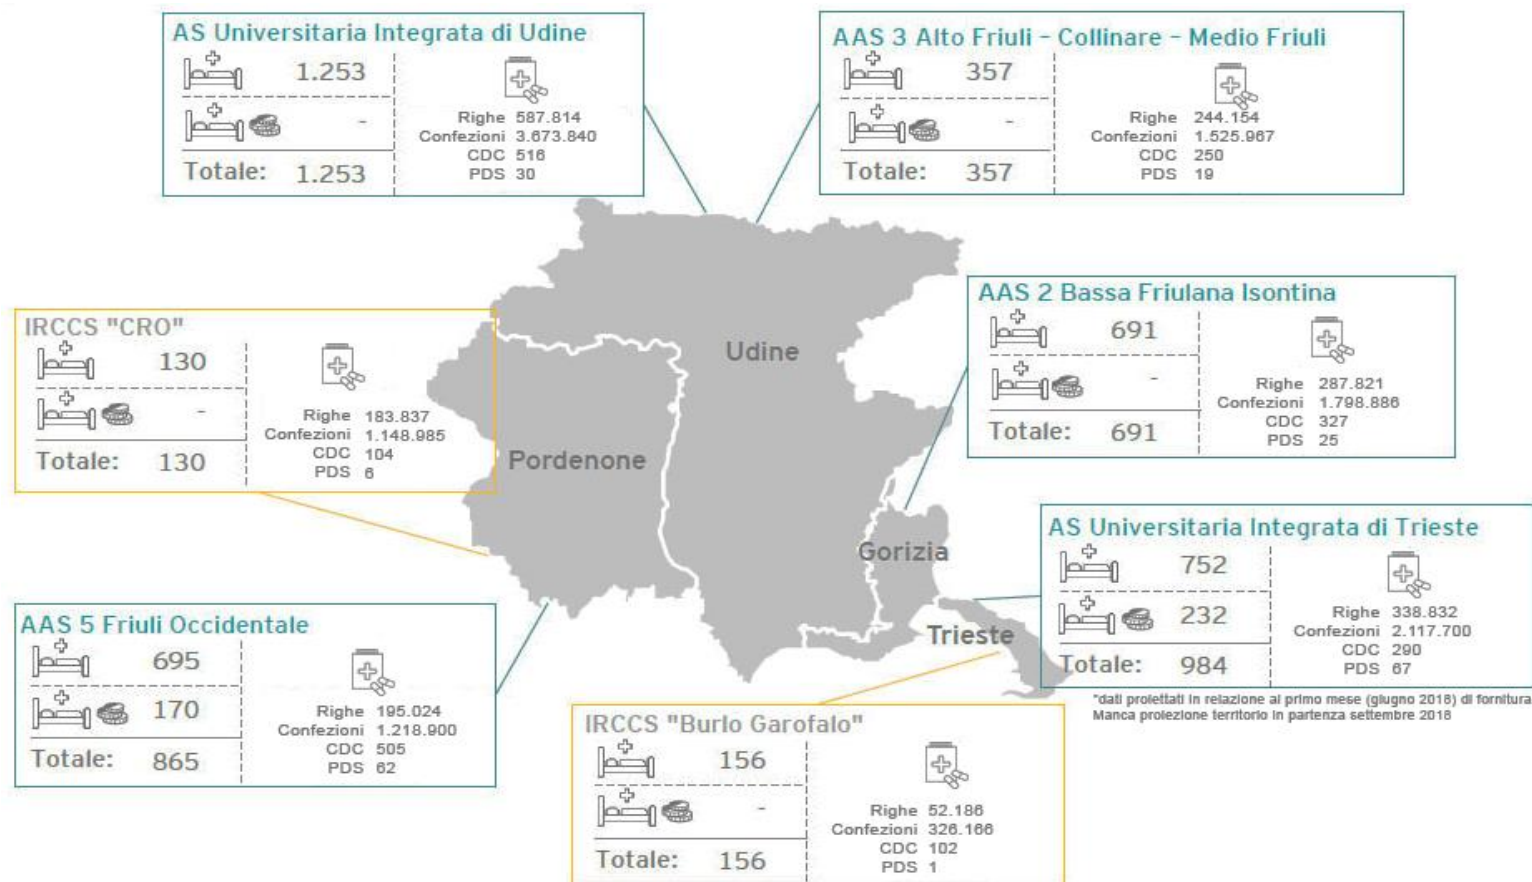 AS Universitaria Integrata di Udine
1.253
-
Totale: 1.253
Righe 587.814
Confezioni 3.673.840
CDC 516
PDS 30
AAS 3 Alto Friuli - Collinare - Medio Friuli
357
-
Totale: 357
Righe 244.154
Confezioni 1.525.967
CDC 250
PDS 19
IRCCS "CRO"
130
-
Totale: 130
Righe 183.837
Confezioni 1.148.985
CDC 104
PDS 6
AAS 2 Bassa Friulana Isontina
691
-
Totale: 691
Righe 287.821
Confezioni 1.798.886
CDC 327
PDS 25
Udine
Pordenone
Gorizia
Trieste
AS Universitaria Integrata di Trieste
752
232
Totale: 984
Righe 338.832
Confezioni 2.117.700
CDC 290
PDS 67
*dati proiettati in relazione al primo mese (giugno 2018) di fornitura
Manca proiezione territorio in partenza settembre 2018
AAS 5 Friuli Occidentale
695
170
Totale: 865
Righe 195.024
Confezioni 1.218.900
CDC 505
PDS 62
IRCCS "Burlo Garofalo"
156
-
Totale: 156
Righe 52.186
Confezioni 326.166
CDC 102
PDS 1